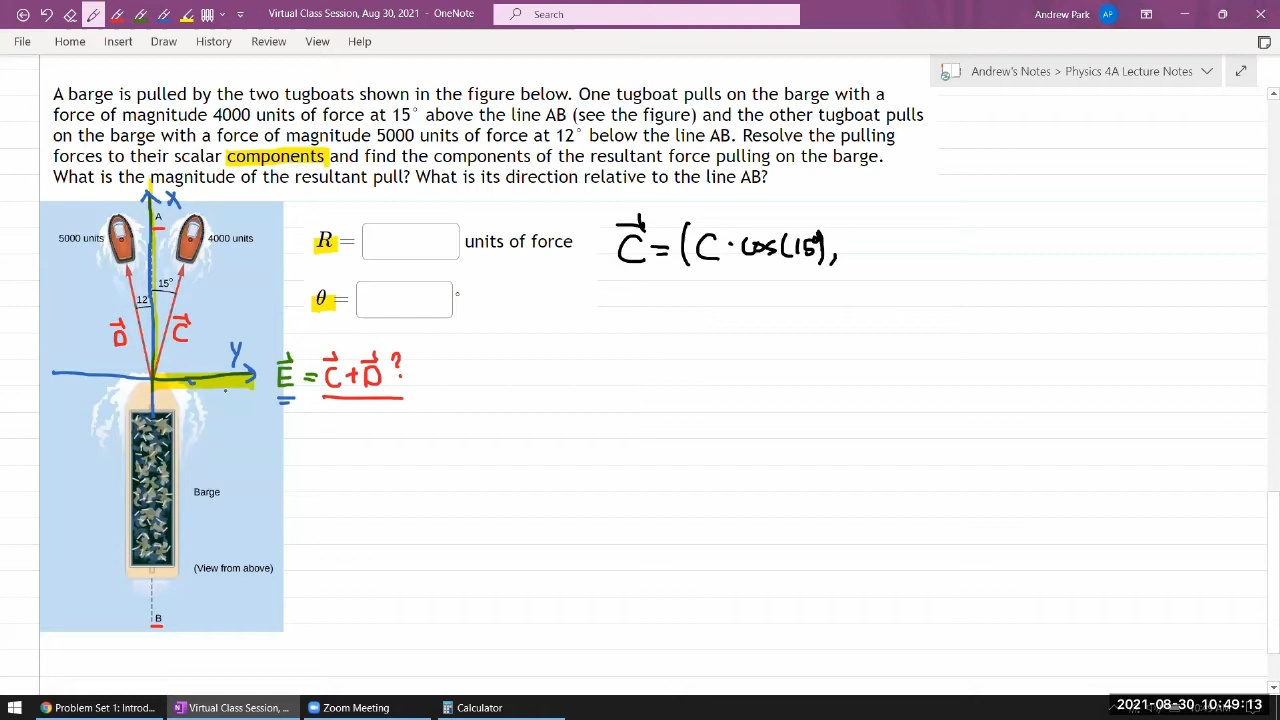 Virtual Class Session, Aug 30, 2021 - OneNote
Search
Andrew Park
AP
File Home Insert Draw History Review View Help
Andrew's Notes > Physics 4A Lecture Notes
A barge is pulled by the two tugboats shown in the figure below. One tugboat pulls on the barge with a
force of magnitude 4000 units of force at 15° above the line AB (see the figure) and the other tugboat pulls
on the barge with a force of magnitude 5000 units of force at 12° below the line AB. Resolve the pulling
forces to their scalar components and find the components of the resultant force pulling on the barge.
What is the magnitude of the resultant pull? What is its direction relative to the line AB?
X
A
5000 units
4000 units
15°
12
D⃗
C⃗
Y
Barge
(View from above)
B
R = units of force
θ = °
E⃗ = C⃗ + D⃗ ?
C⃗ = (C · cos(15°),
Problem Set 1: Introd...
Virtual Class Session,...
Zoom Meeting
Calculator
2021-08-30 10:49:13